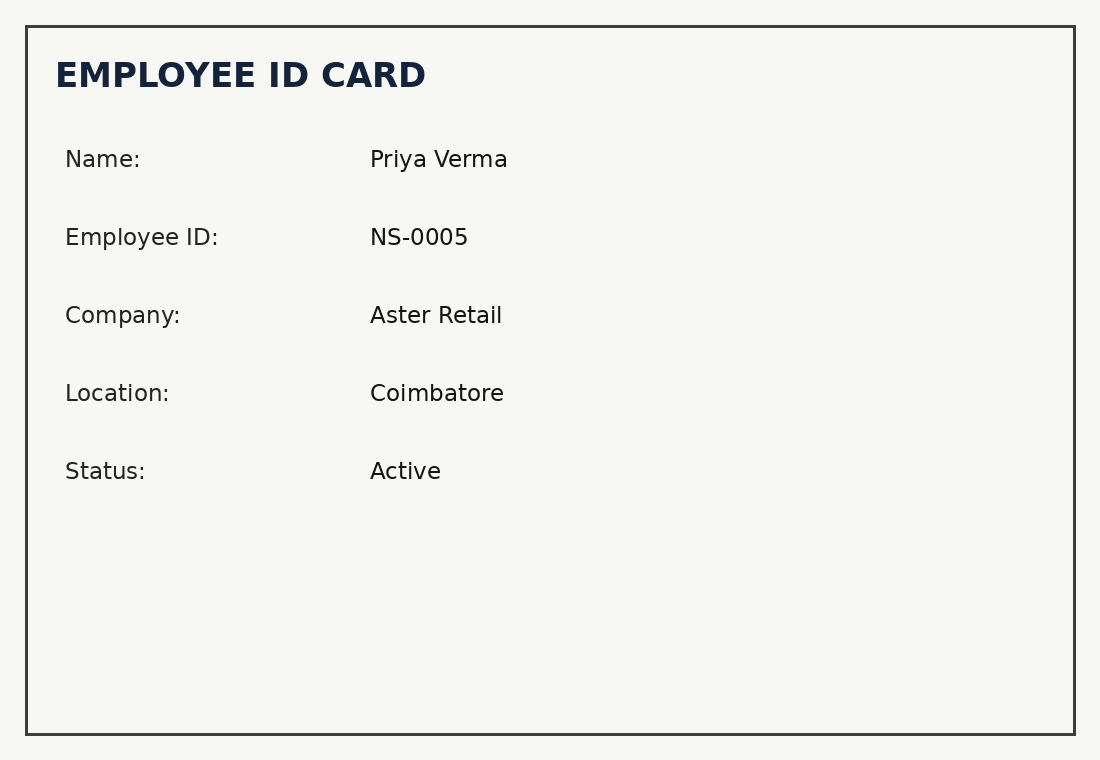 EMPLOYEE ID CARD
Name: Priya Verma
Employee ID: NS-0005
Company: Aster Retail
Location: Coimbatore
Status: Active